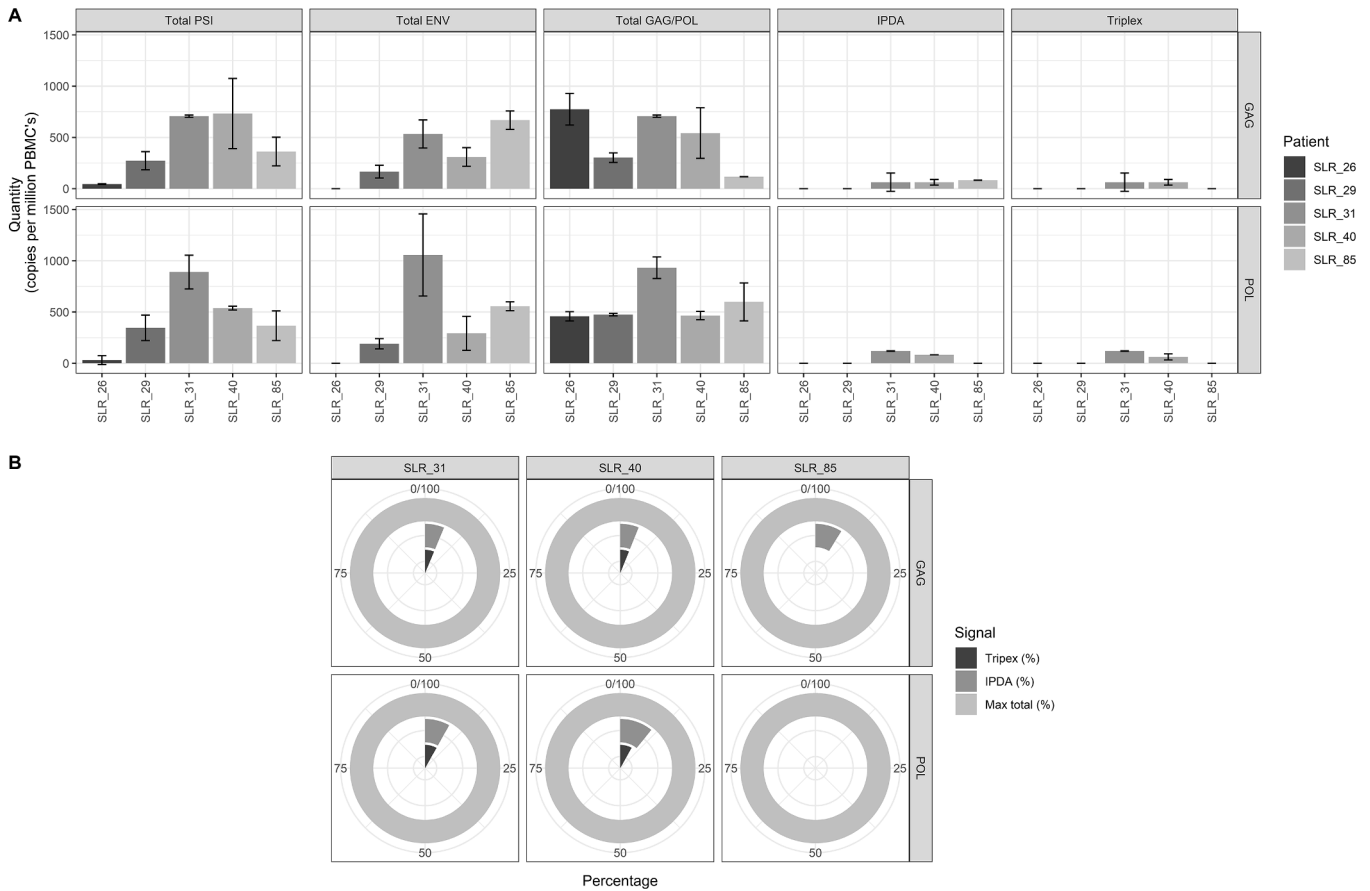 A
Total PSI
Total ENV
Total GAG/POL
IPDA
Triplex
Quantity
(copies per million PBMC's)
1500
1000
500
0
GAG
1500
1000
500
0
POL
SLR_26
SLR_29
SLR_31
SLR_40
SLR_85
SLR_26
SLR_29
SLR_31
SLR_40
SLR_85
SLR_26
SLR_29
SLR_31
SLR_40
SLR_85
SLR_26
SLR_29
SLR_31
SLR_40
SLR_85
SLR_26
SLR_29
SLR_31
SLR_40
SLR_85
Patient
SLR_26
SLR_29
SLR_31
SLR_40
SLR_85
B
SLR_31
SLR_40
SLR_85
0/100
25
50
75
0/100
25
50
75
0/100
25
50
75
GAG
0/100
25
50
75
0/100
25
50
75
0/100
25
50
75
POL
Percentage
Signal
Tripex (%)
IPDA (%)
Max total (%)